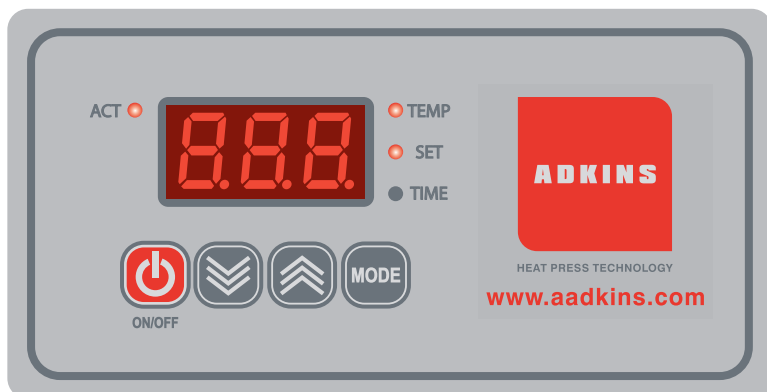 ACT
8.8.8.
TEMP
SET
TIME
MODE
ON/OFF
ADKINS
HEAT PRESS TECHNOLOGY
www.aadkins.com